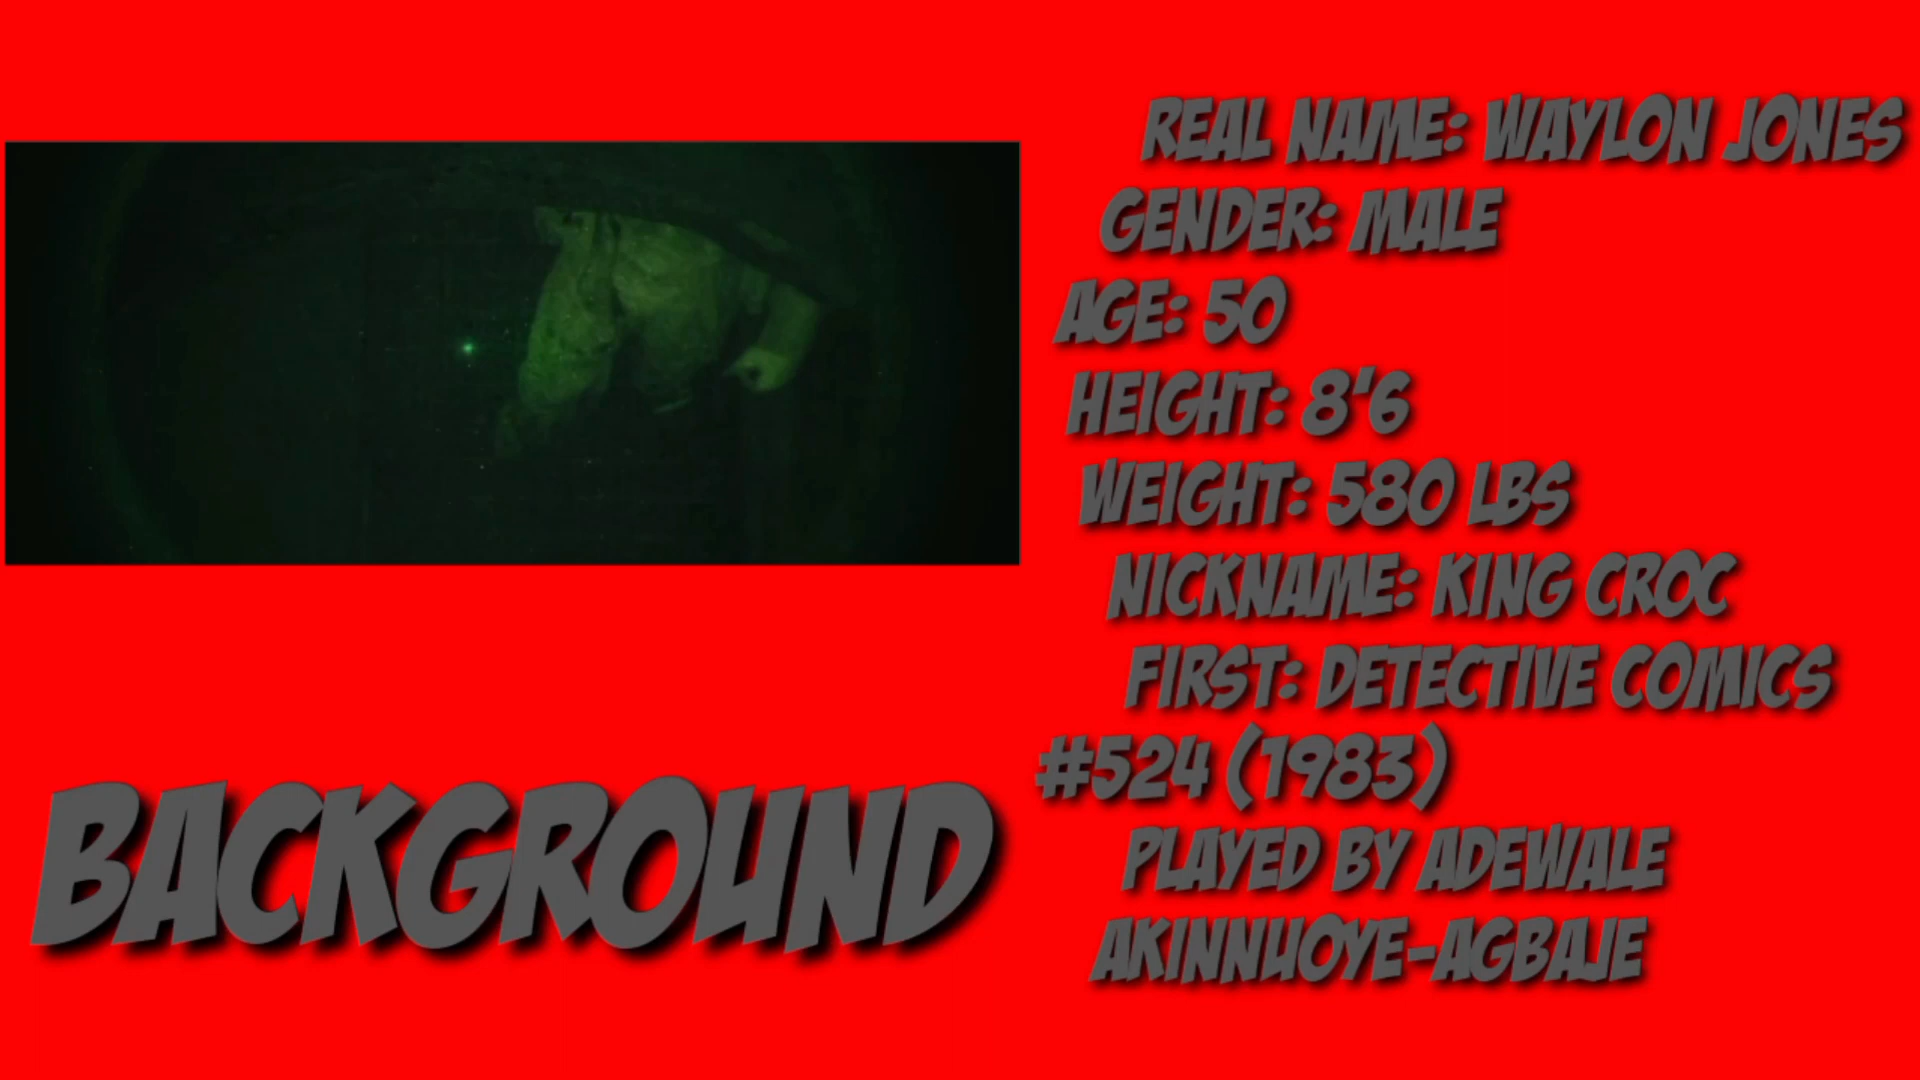 REAL NAME: WAYLON JONES
GENDER: MALE
AGE: 50
HEIGHT: 8'6
WEIGHT: 580 LBS
NICKNAME: KING CROC
FIRST: DETECTIVE COMICS
#524 (1983)
PLAYED BY ADEWALE
AKINNUOYE-AGBAJE
BACKGROUND